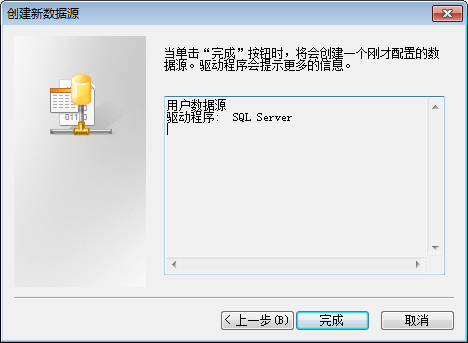 创建新数据源
当单击“完成”按钮时，将会创建一个刚才配置的数
据源。驱动程序会提示更多的信息。
用户数据源
驱动程序： SQL Server
< 上一步(B)
完成
取消